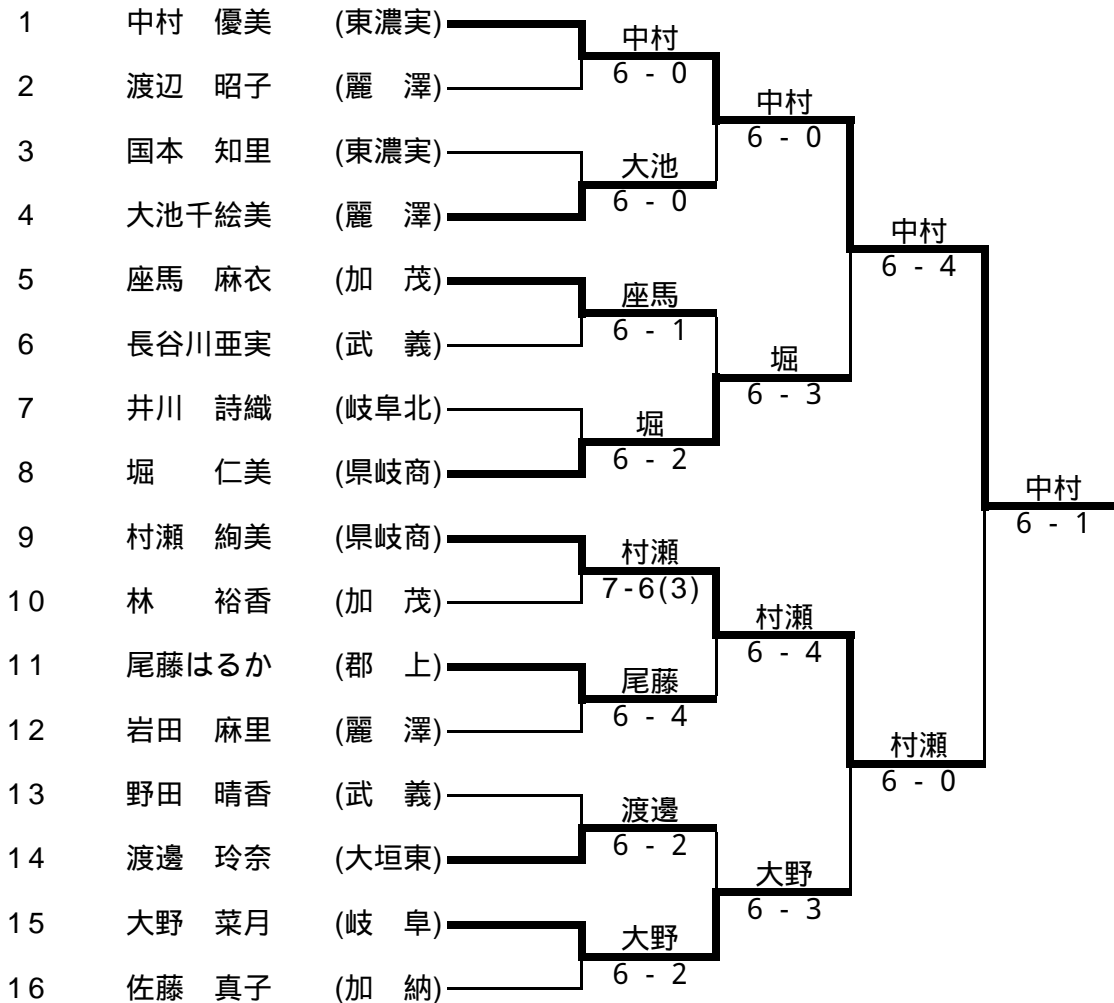 1 中村　優美 (東濃実)
2 渡辺　昭子 (麗　澤)
3 国本　知里 (東濃実)
4 大池千絵美 (麗　澤)
5 座馬　麻衣 (加　茂)
6 長谷川亜実 (武　義)
7 井川　詩織 (岐阜北)
8 堀　　仁美 (県岐商)
9 村瀬　絢美 (県岐商)
10 林　　裕香 (加　茂)
11 尾藤はるか (郡　上)
12 岩田　麻里 (麗　澤)
13 野田　晴香 (武　義)
14 渡邊　玲奈 (大垣東)
15 大野　菜月 (岐　阜)
16 佐藤　真子 (加　納)
中村
6 - 0
大池
6 - 0
座馬
6 - 1
堀
6 - 2
村瀬
7-6(3)
尾藤
6 - 4
渡邊
6 - 2
大野
6 - 2
中村
6 - 0
堀
6 - 3
村瀬
6 - 4
大野
6 - 3
中村
6 - 4
村瀬
6 - 0
中村
6 - 1